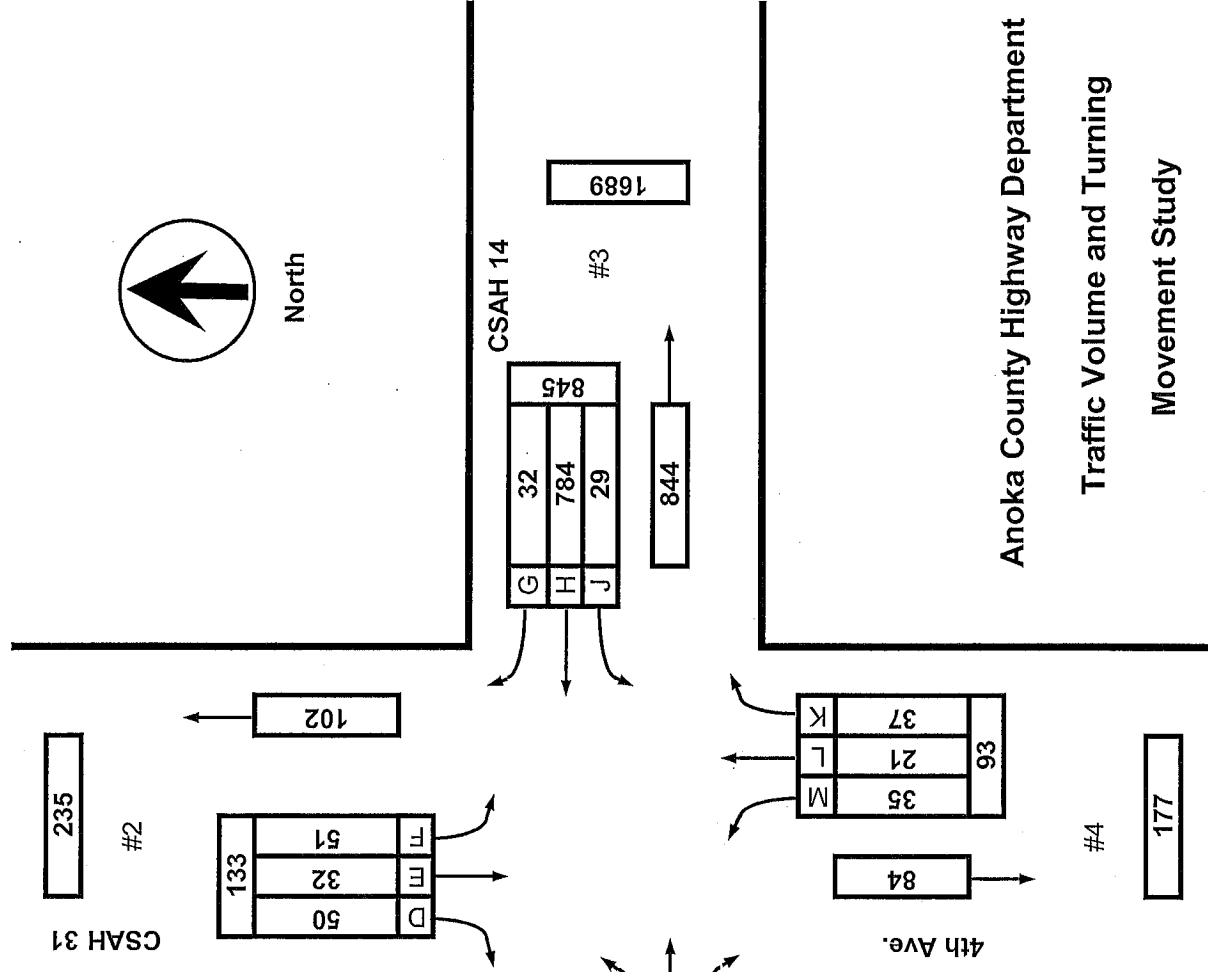 235
#2
CSAH 31
102
133
51
32
50
F
E
D
North
CSAH 14
#3
1689
845
G 32
H 784
J 29
844
K
L
M
37
21
35
93
84
4th Ave.
#4
177
Anoka County Highway Department
Traffic Volume and Turning
Movement Study